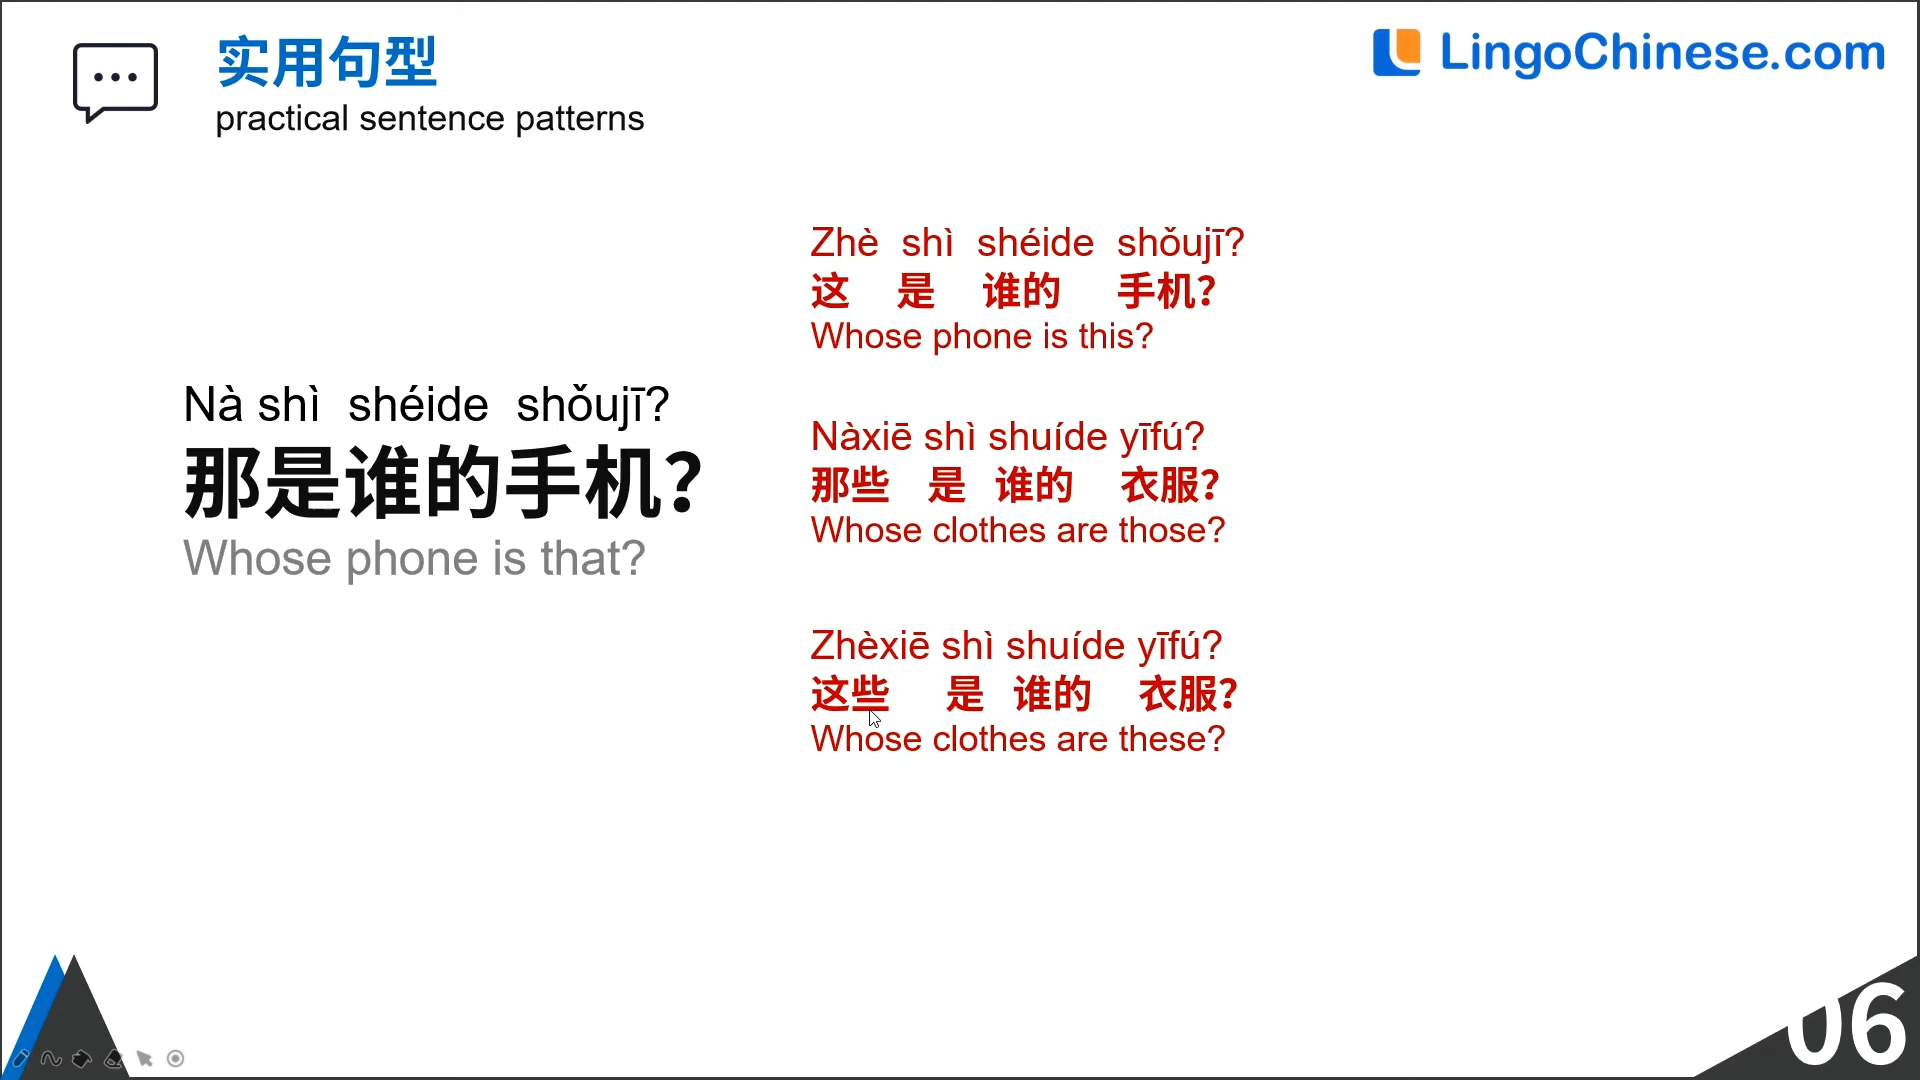 实用句型
practical sentence patterns
LingoChinese.com
Nà shì shéide shǒujī?
那是谁的手机?
Whose phone is that?
Zhè shì shéide shǒujī?
这 是 谁的 手机?
Whose phone is this?
Nàxiē shì shuíde yīfú?
那些 是 谁的 衣服?
Whose clothes are those?
Zhèxiē shì shuíde yīfú?
这些 是 谁的 衣服?
Whose clothes are these?
06